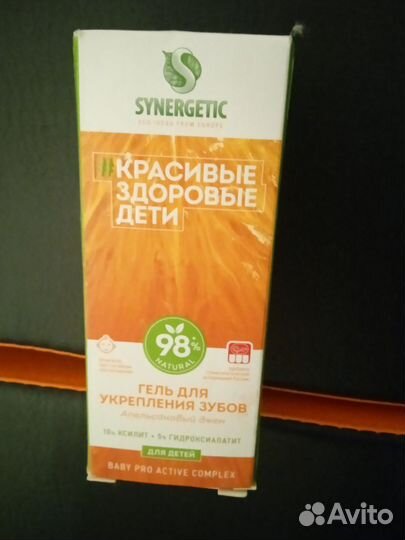 SYNERGETIC
ECO IDEAS FROM EUROPE
#КРАСИВЫЕ
ЗДОРОВЫЕ
ДЕТИ
98%
NATURAL
ГЕЛЬ ДЛЯ
УКРЕПЛЕНИЯ ЗУБОВ
Апельсиновый джем
10% КСИЛИТ + 5% ГИДРОКСИАПАТИТ
ДЛЯ ДЕТЕЙ
BABY PRO ACTIVE COMPLEX
Avito